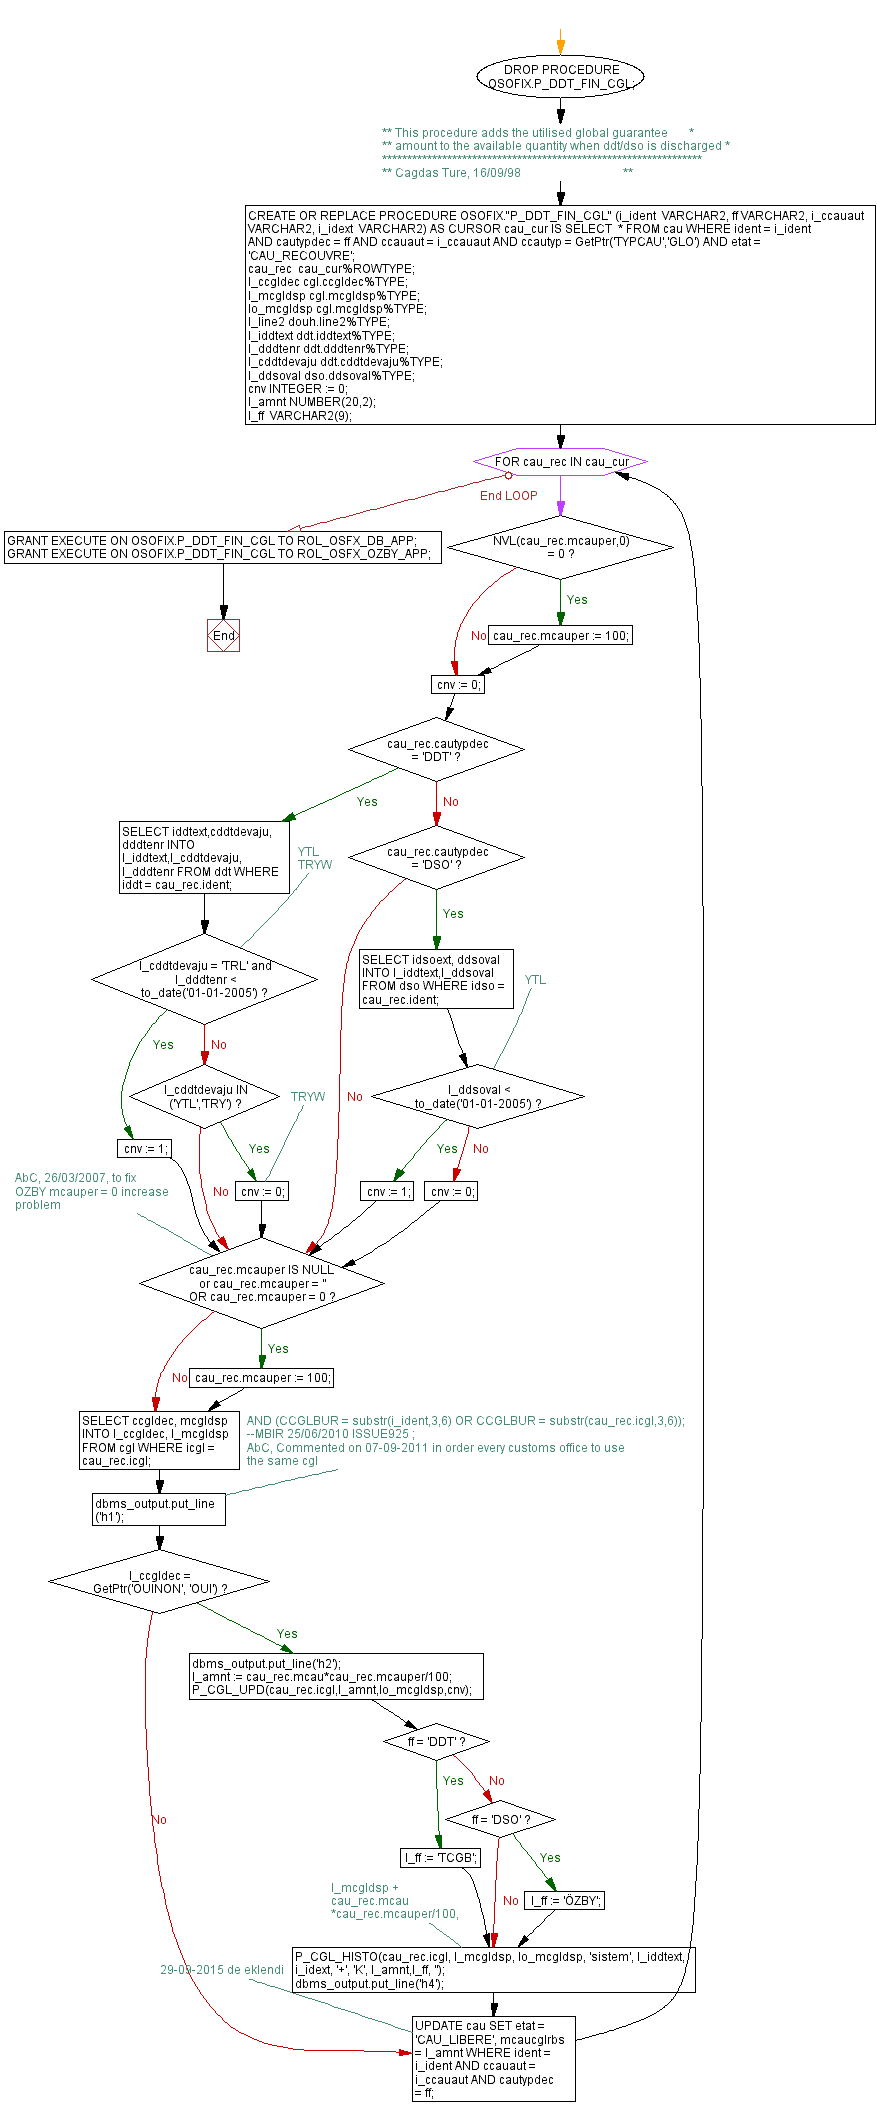 DROP PROCEDURE
OSOFIX.P_DDT_FIN_CGL;
** This procedure adds the utilised global guarantee *
** amount to the available quantity when ddt/dso is discharged *
****************************************************************
** Cagdas Ture, 16/09/98 **
CREATE OR REPLACE PROCEDURE OSOFIX."P_DDT_FIN_CGL" (i_ident VARCHAR2, ff VARCHAR2, i_ccauaut
VARCHAR2, i_idext VARCHAR2) AS CURSOR cau_cur IS SELECT * FROM cau WHERE ident = i_ident
AND cautypdec = ff AND ccauaut = i_ccauaut AND ccautyp = GetPtr('TYPCAU','GLO') AND etat =
'CAU_RECOUVRE';
cau_rec cau_cur%ROWTYPE;
l_ccgldec cgl.ccgldec%TYPE;
l_mcgldsp cgl.mcgldsp%TYPE;
lo_mcgldsp cgl.mcgldsp%TYPE;
l_line2 douh.line2%TYPE;
l_iddtext ddt.iddtext%TYPE;
l_dddtenr ddt.dddtenr%TYPE;
l_cddtdevaju ddt.cddtdevaju%TYPE;
l_ddsoval dso.ddsoval%TYPE;
cnv INTEGER := 0;
l_amnt NUMBER(20,2);
l_ff VARCHAR2(9);
FOR cau_rec IN cau_cur
End LOOP
GRANT EXECUTE ON OSOFIX.P_DDT_FIN_CGL TO ROL_OSFX_DB_APP;
GRANT EXECUTE ON OSOFIX.P_DDT_FIN_CGL TO ROL_OSFX_OZBY_APP;
End
NVL(cau_rec.mcauper,0)
= 0 ?
Yes
No
cau_rec.mcauper := 100;
cnv := 0;
cau_rec.cautypdec
= 'DDT' ?
Yes
No
SELECT iddtext,cddtdevaju,
dddtenr INTO
l_iddtext,l_cddtdevaju,
l_dddtenr FROM ddt WHERE
iddt = cau_rec.ident;
YTL
TRYW
cau_rec.cautypdec
= 'DSO' ?
Yes
SELECT idsoext, ddsoval
INTO l_iddtext,l_ddsoval
FROM dso WHERE idso =
cau_rec.ident;
YTL
l_cddtdevaju = 'TRL' and
l_dddtenr <
to_date('01-01-2005') ?
Yes
No
l_cddtdevaju IN
('YTL','TRY') ?
TRYW
No
l_ddsoval <
to_date('01-01-2005') ?
cnv := 1;
Yes
Yes
No
No
cnv := 0;
cnv := 1;
cnv := 0;
AbC, 26/03/2007, to fix
OZBY mcauper = 0 increase
problem
cau_rec.mcauper IS NULL
or cau_rec.mcauper = ''
OR cau_rec.mcauper = 0 ?
Yes
No
cau_rec.mcauper := 100;
SELECT ccgldec, mcgldsp
INTO l_ccgldec, l_mcgldsp
FROM cgl WHERE icgl =
cau_rec.icgl;
AND (CCGLBUR = substr(i_ident,3,6) OR CCGLBUR = substr(cau_rec.icgl,3,6));
--MBIR 25/06/2010 ISSUE925 ;
AbC, Commented on 07-09-2011 in order every customs office to use
the same cgl
dbms_output.put_line
('h1');
l_ccgldec =
GetPtr('OUINON', 'OUI') ?
Yes
No
dbms_output.put_line('h2');
l_amnt := cau_rec.mcau*cau_rec.mcauper/100;
P_CGL_UPD(cau_rec.icgl,l_amnt,lo_mcgldsp,cnv);
ff = 'DDT' ?
Yes
No
ff = 'DSO' ?
Yes
No
l_ff := 'TCGB';
l_ff := 'ÖZBY';
l_mcgldsp +
cau_rec.mcau
*cau_rec.mcauper/100,
P_CGL_HISTO(cau_rec.icgl, l_mcgldsp, lo_mcgldsp, 'sistem', l_iddtext,
i_idext, '+', 'K', l_amnt,l_ff, '');
dbms_output.put_line('h4');
29-09-2015 de eklendi
UPDATE cau SET etat =
'CAU_LIBERE', mcaucglrbs
= l_amnt WHERE ident =
i_ident AND ccauaut =
i_ccauaut AND cautypdec
= ff;